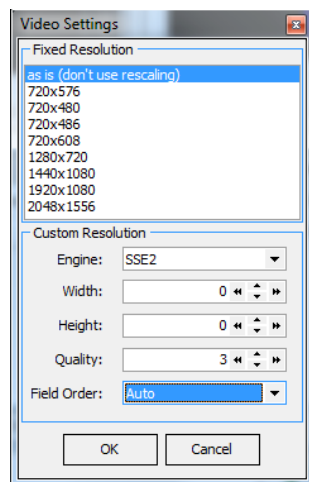 Video Settings
Fixed Resolution
as is (don't use rescaling)
720x576
720x480
720x486
720x608
1280x720
1440x1080
1920x1080
2048x1556
Custom Resolution
Engine: SSE2
Width: 0
Height: 0
Quality: 3
Field Order: Auto
OK Cancel